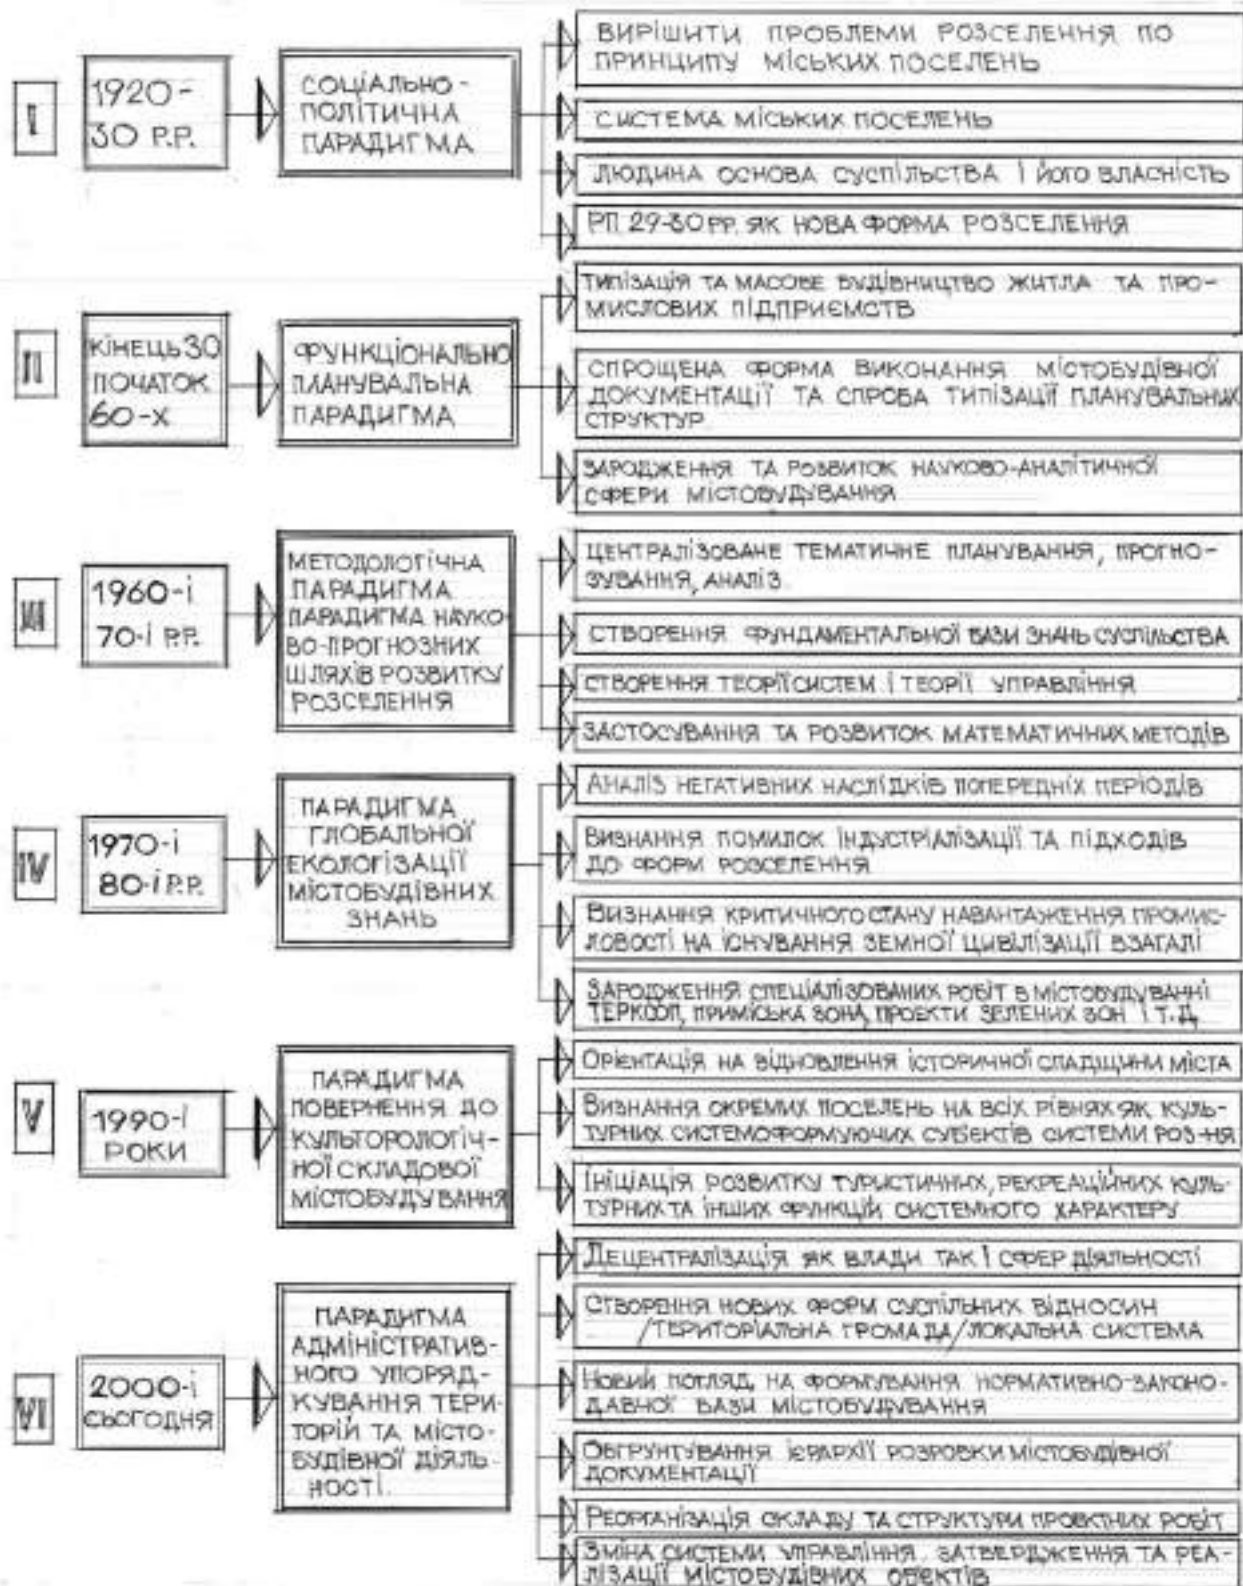 I
1920-
30 Р.Р.
СОЦІАЛЬНО-
ПОЛІТИЧНА
ПАРАДИГМА
ВИРІШИТИ ПРОБЛЕМИ РОЗСЕЛЕННЯ ПО
ПРИНЦИПУ МІСЬКИХ ПОСЕЛЕНЬ
СИСТЕМА МІСЬКИХ ПОСЕЛЕНЬ
ЛЮДИНА ОСНОВА СУСПІЛЬСТВА І ЙОГО ВЛАСНІСТЬ
РП 29-30 РР. ЯК НОВА ФОРМА РОЗСЕЛЕННЯ
II
КІНЕЦЬ 30
ПОЧАТОК
60-Х
ФУНКЦІОНАЛЬНО
ПЛАНУВАЛЬНА
ПАРАДИГМА
ТИПІЗАЦІЯ ТА МАСОВЕ БУДІВНИЦТВО ЖИТЛА ТА ПРО-
МИСЛОВИХ ПІДПРИЄМСТВ
СПРОЩЕНА ФОРМА ВИКОНАННЯ МІСТОБУДІВНОЇ
ДОКУМЕНТАЦІЇ ТА СПРОБА ТИПІЗАЦІЇ ПЛАНУВАЛЬНИХ
СТРУКТУР.
ЗАРОДЖЕННЯ ТА РОЗВИТОК НАУКОВО-АНАЛІТИЧНОЇ
СФЕРИ МІСТОБУДУВАННЯ
III
1960-і
70-і Р.Р.
МЕТОДОЛОГІЧНА
ПАРАДИГМА
ПАРАДИГМА НАУКО-
ВО-ПРОГНОЗНИХ
ШЛЯХІВ РОЗВИТКУ
РОЗСЕЛЕННЯ
ЦЕНТРАЛІЗОВАНЕ ТЕМАТИЧНЕ ПЛАНУВАННЯ, ПРОГНО-
ЗУВАННЯ, АНАЛІЗ.
СТВОРЕННЯ ФУНДАМЕНТАЛЬНОЇ БАЗИ ЗНАНЬ СУСПІЛЬСТВА
СТВОРЕННЯ ТЕОРІЇ СИСТЕМ І ТЕОРІЇ УПРАВЛІННЯ
ЗАСТОСУВАННЯ ТА РОЗВИТОК МАТЕМАТИЧНИХ МЕТОДІВ
IV
1970-і
80-і Р.Р.
ПАРАДИГМА
ГЛОБАЛЬНОЇ
ЕКОЛОГІЗАЦІЇ
МІСТОБУДІВНИХ
ЗНАНЬ
АНАЛІЗ НЕГАТИВНИХ НАСЛІДКІВ ПОПЕРЕДНІХ ПЕРІОДІВ
ВИЗНАННЯ ПОМИЛОК ІНДУСТРІАЛІЗАЦІЇ ТА ПІДХОДІВ
ДО ФОРМ РОЗСЕЛЕННЯ
ВИЗНАННЯ КРИТИЧНОГО СТАНУ НАВАНТАЖЕННЯ ПРОМИС-
ЛОВОСТІ НА ІСНУВАННЯ ЗЕМНОЇ ЦИВІЛІЗАЦІЇ ВЗАГАЛІ
ЗАРОДЖЕННЯ СПЕЦІАЛІЗОВАНИХ РОБІТ В МІСТОБУДУВАННІ
ТЕРКСОП, ПРИМІСЬКА ЗОНА, ПРОЕКТИ ЗЕЛЕНИХ ЗОН І Т.Д.
V
1990-і
РОКИ
ПАРАДИГМА
ПОВЕРНЕННЯ ДО
КУЛЬТОРОЛОГІЧ-
НОЇ СКЛАДОВОЇ
МІСТОБУДУВАННЯ
ОРІЄНТАЦІЯ НА ВІДНОВЛЕННЯ ІСТОРИЧНОЇ СПАДЩИНИ МІСТА
ВИЗНАННЯ ОКРЕМИХ ПОСЕЛЕНЬ НА ВСІХ РІВНЯХ ЯК КУЛЬ-
ТУРНИХ СИСТЕМОФОРМУЮЧИХ СУБ'ЄКТІВ СИСТЕМИ РОЗ-НЯ
ІНІЦІАЦІЯ РОЗВИТКУ ТУРИСТИЧНИХ, РЕКРЕАЦІЙНИХ КУЛЬ-
ТУРНИХ ТА ІНШИХ ФУНКЦІЙ СИСТЕМНОГО ХАРАКТЕРУ
VI
2000-і
СЬОГОДНЯ
ПАРАДИГМА
АДМІНІСТРАТИВ-
НОГО УПОРЯД-
КУВАННЯ ТЕРИ-
ТОРІЙ ТА МІСТО-
БУДІВНОЇ ДІЯЛЬ-
НОСТІ.
ДЕЦЕНТРАЛІЗАЦІЯ ЯК ВЛАДИ ТАК І СФЕР ДІЯЛЬНОСТІ
СТВОРЕННЯ НОВИХ ФОРМ СУСПІЛЬНИХ ВІДНОСИН
/ТЕРИТОРІАЛЬНА ГРОМАДА/ЛОКАЛЬНА СИСТЕМА
НОВИЙ ПОГЛЯД НА ФОРМУВАННЯ НОРМАТИВНО-ЗАКОНО-
ДАВЧОЇ БАЗИ МІСТОБУДУВАННЯ
ОБГРУНТУВАННЯ ІЄРАРХІЇ РОЗРОБКИ МІСТОБУДІВНОЇ
ДОКУМЕНТАЦІЇ
РЕОРГАНІЗАЦІЯ СКЛАДУ ТА СТРУКТУРИ ПРОЕКТНИХ РОБІТ
ЗМІНА СИСТЕМИ УПРАВЛІННЯ, ЗАТВЕРДЖЕННЯ ТА РЕА-
ЛІЗАЦІЇ МІСТОБУДІВНИХ ОБ'ЄКТІВ